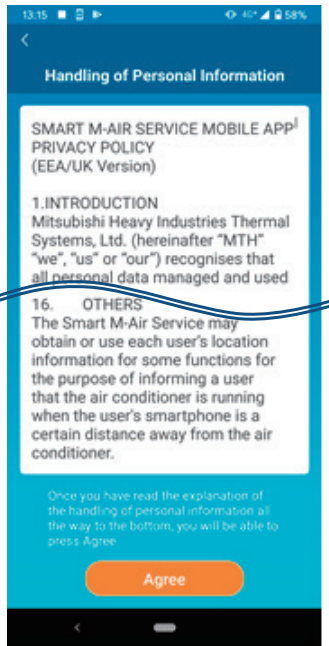 13:15 58%
Handling of Personal Information
SMART M-AIR SERVICE MOBILE APP
PRIVACY POLICY
(EEA/UK Version)
1.INTRODUCTION
Mitsubishi Heavy Industries Thermal
Systems, Ltd. (hereinafter "MTH"
"we", "us" or "our") recognises that
all personal data managed and used
16. OTHERS
The Smart M-Air Service may
obtain or use each user's location
information for some functions for
the purpose of informing a user
that the air conditioner is running
when the user's smartphone is a
certain distance away from the air
conditioner.
Once you have read the explanation of
the handling of personal information all
the way to the bottom, you will be able to
press Agree
Agree